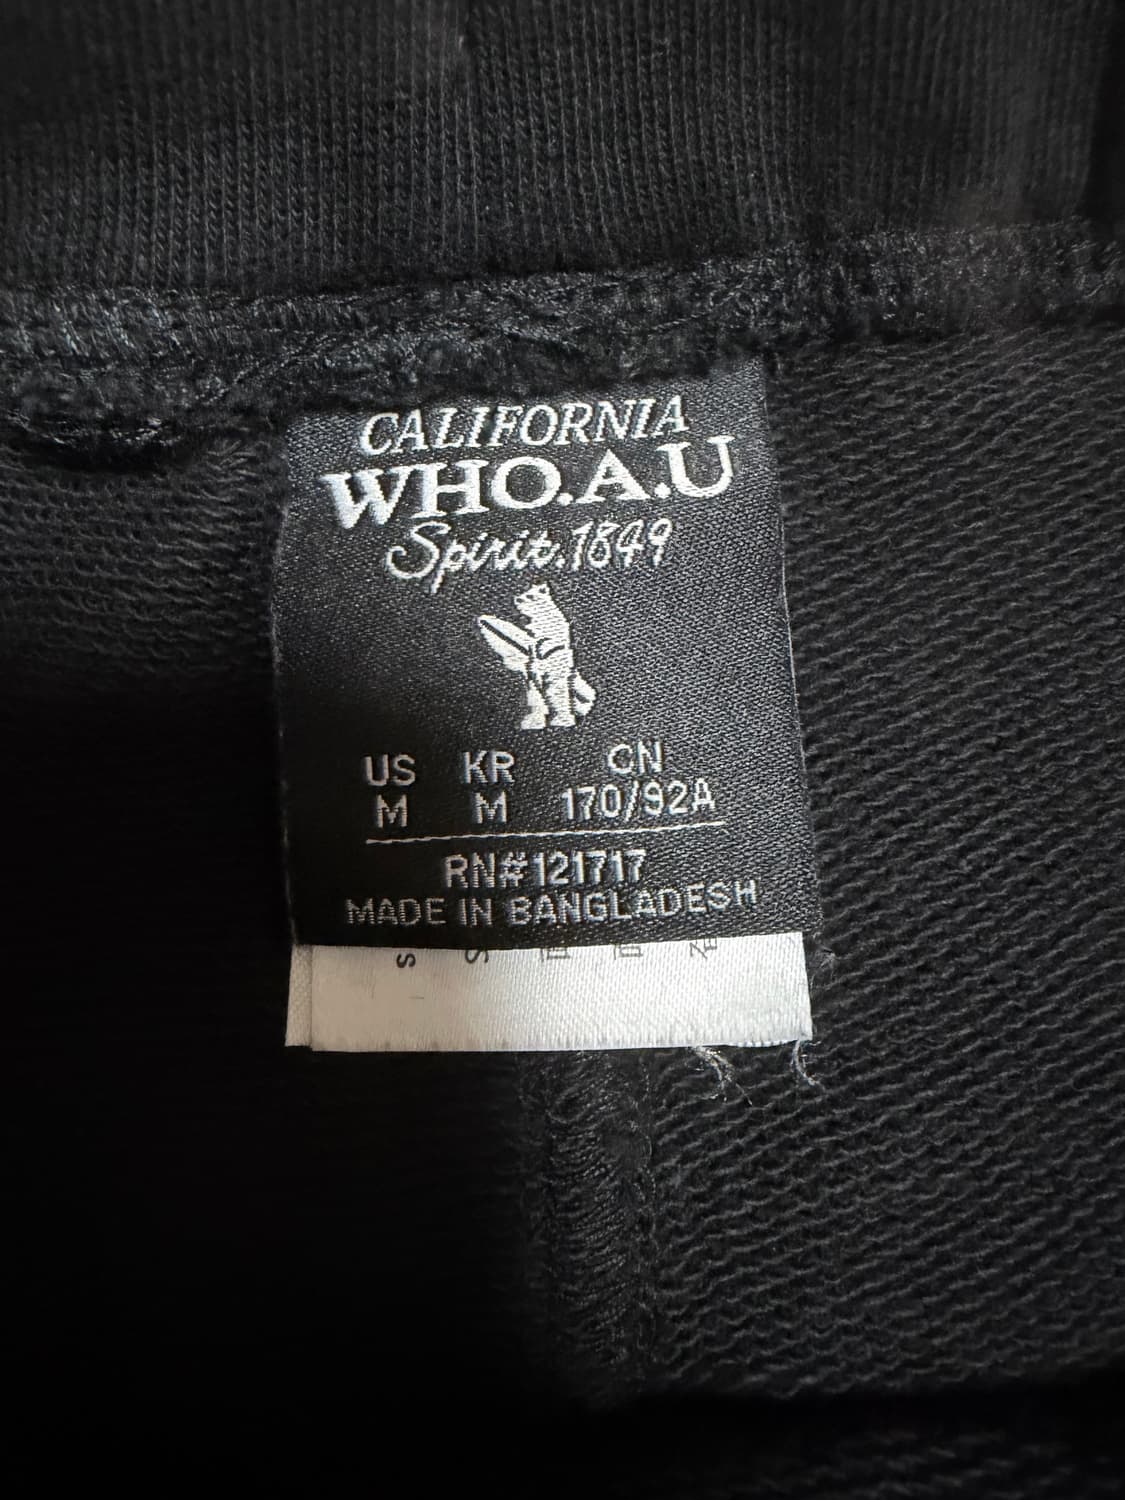 CALIFORNIA
WHO.A.U
Spirit.1849
US KR CN
M M 170/92A
RN#121717
MADE IN BANGLADESH